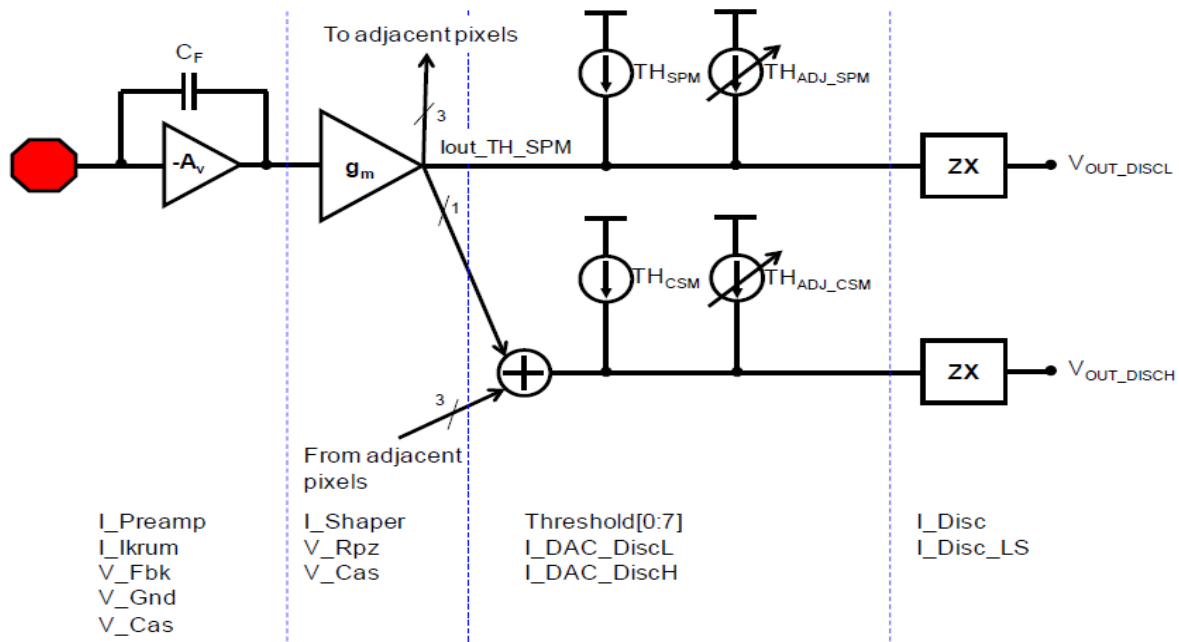 To adjacent pixels
C_F
3
TH_SPM
TH_ADJ_SPM
Iout_TH_SPM
-A_v
g_m
ZX
V_OUT_DISCL
1
TH_CSM
TH_ADJ_CSM
ZX
V_OUT_DISCH
3
From adjacent
pixels
I_Preamp
I_Ikrum
V_Fbk
V_Gnd
V_Cas
I_Shaper
V_Rpz
V_Cas
Threshold[0:7]
I_DAC_DiscL
I_DAC_DiscH
I_Disc
I_Disc_LS